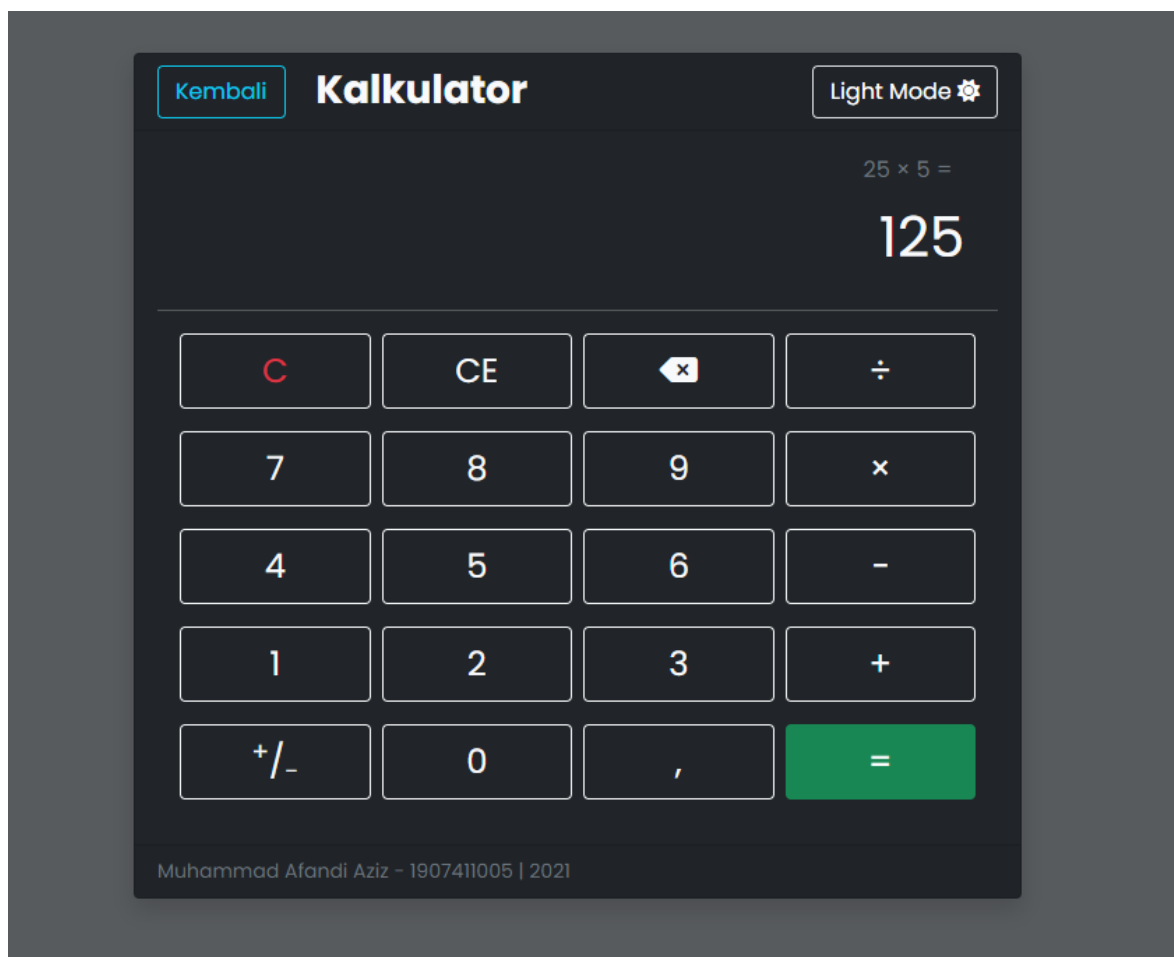 Kembali Kalkulator Light Mode
25 × 5 =
125
C CE ÷
7 8 9 ×
4 5 6 -
1 2 3 +
+/- 0 , =
Muhammad Afandi Aziz - 1907411005 | 2021